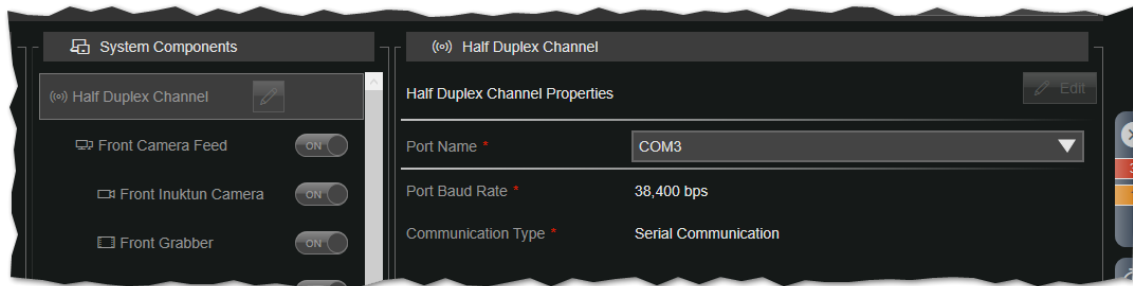 System Components
Half Duplex Channel
Front Camera Feed
ON
Front Inuktun Camera
ON
Front Grabber
ON
Half Duplex Channel
Half Duplex Channel Properties
Edit
Port Name *
COM3
Port Baud Rate *
38,400 bps
Communication Type *
Serial Communication